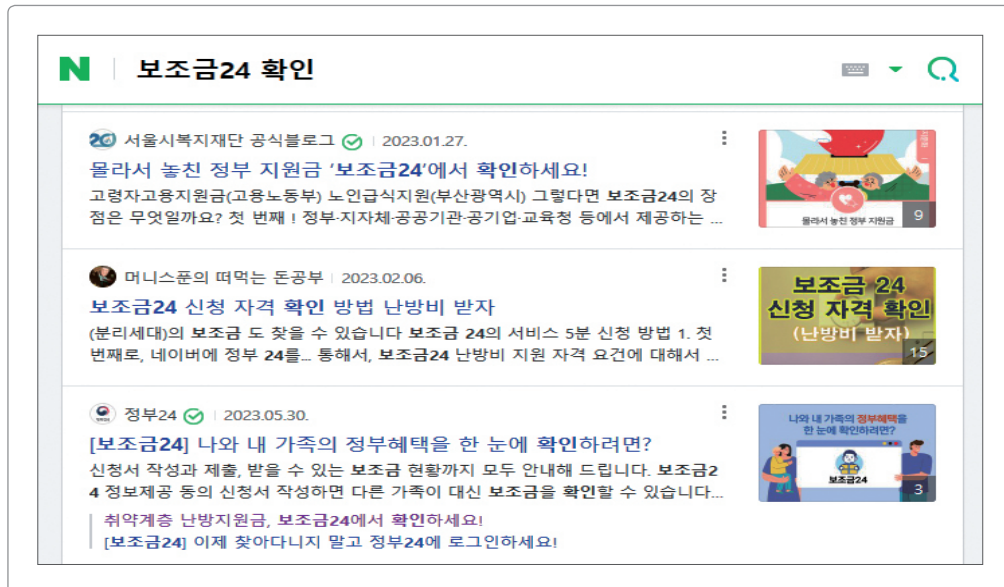 N 보조금24 확인
서울시복지재단 공식블로그 2023.01.27.
몰라서 놓친 정부 지원금 ‘보조금24’에서 확인하세요!
고령자고용지원금(고용노동부) 노인급식지원(부산광역시) 그렇다면 보조금24의 장
점은 무엇일까요? 첫 번째 ! 정부·지자체·공공기관·공기업·교육청 등에서 제공하는 ...
몰라서 놓친 정부 지원금
9
머니스푼의 떠먹는 돈공부 2023.02.06.
보조금24 신청 자격 확인 방법 난방비 받자
(분리세대)의 보조금 도 찾을 수 있습니다 보조금 24의 서비스 5분 신청 방법 1. 첫
번째로, 네이버에 정부 24를... 통해서, 보조금24 난방비 지원 자격 요건에 대해서 ...
보조금 24
신청 자격 확인
(난방비 받자)
15
정부24 2023.05.30.
[보조금24] 나와 내 가족의 정부혜택을 한 눈에 확인하려면?
신청서 작성과 제출, 받을 수 있는 보조금 현황까지 모두 안내해 드립니다. 보조금2
4 정보제공 동의 신청서 작성하면 다른 가족이 대신 보조금을 확인할 수 있습니다...
취약계층 난방지원금, 보조금24에서 확인하세요!
[보조금24] 이제 찾아다니지 말고 정부24에 로그인하세요!
나와 내 가족의 정부혜택을
한 눈에 확인하려면?
보조금24
3